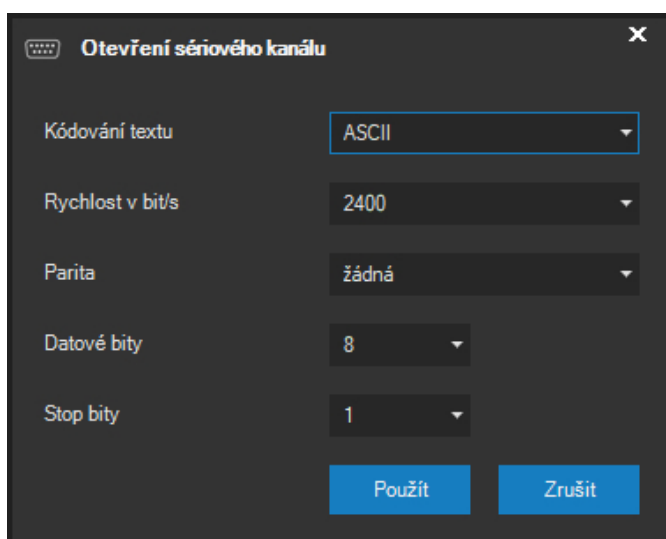 Otevření sériového kanálu
Kódování textu ASCII
Rychlost v bit/s 2400
Parita žádná
Datové bity 8
Stop bity 1
Použít Zrušit